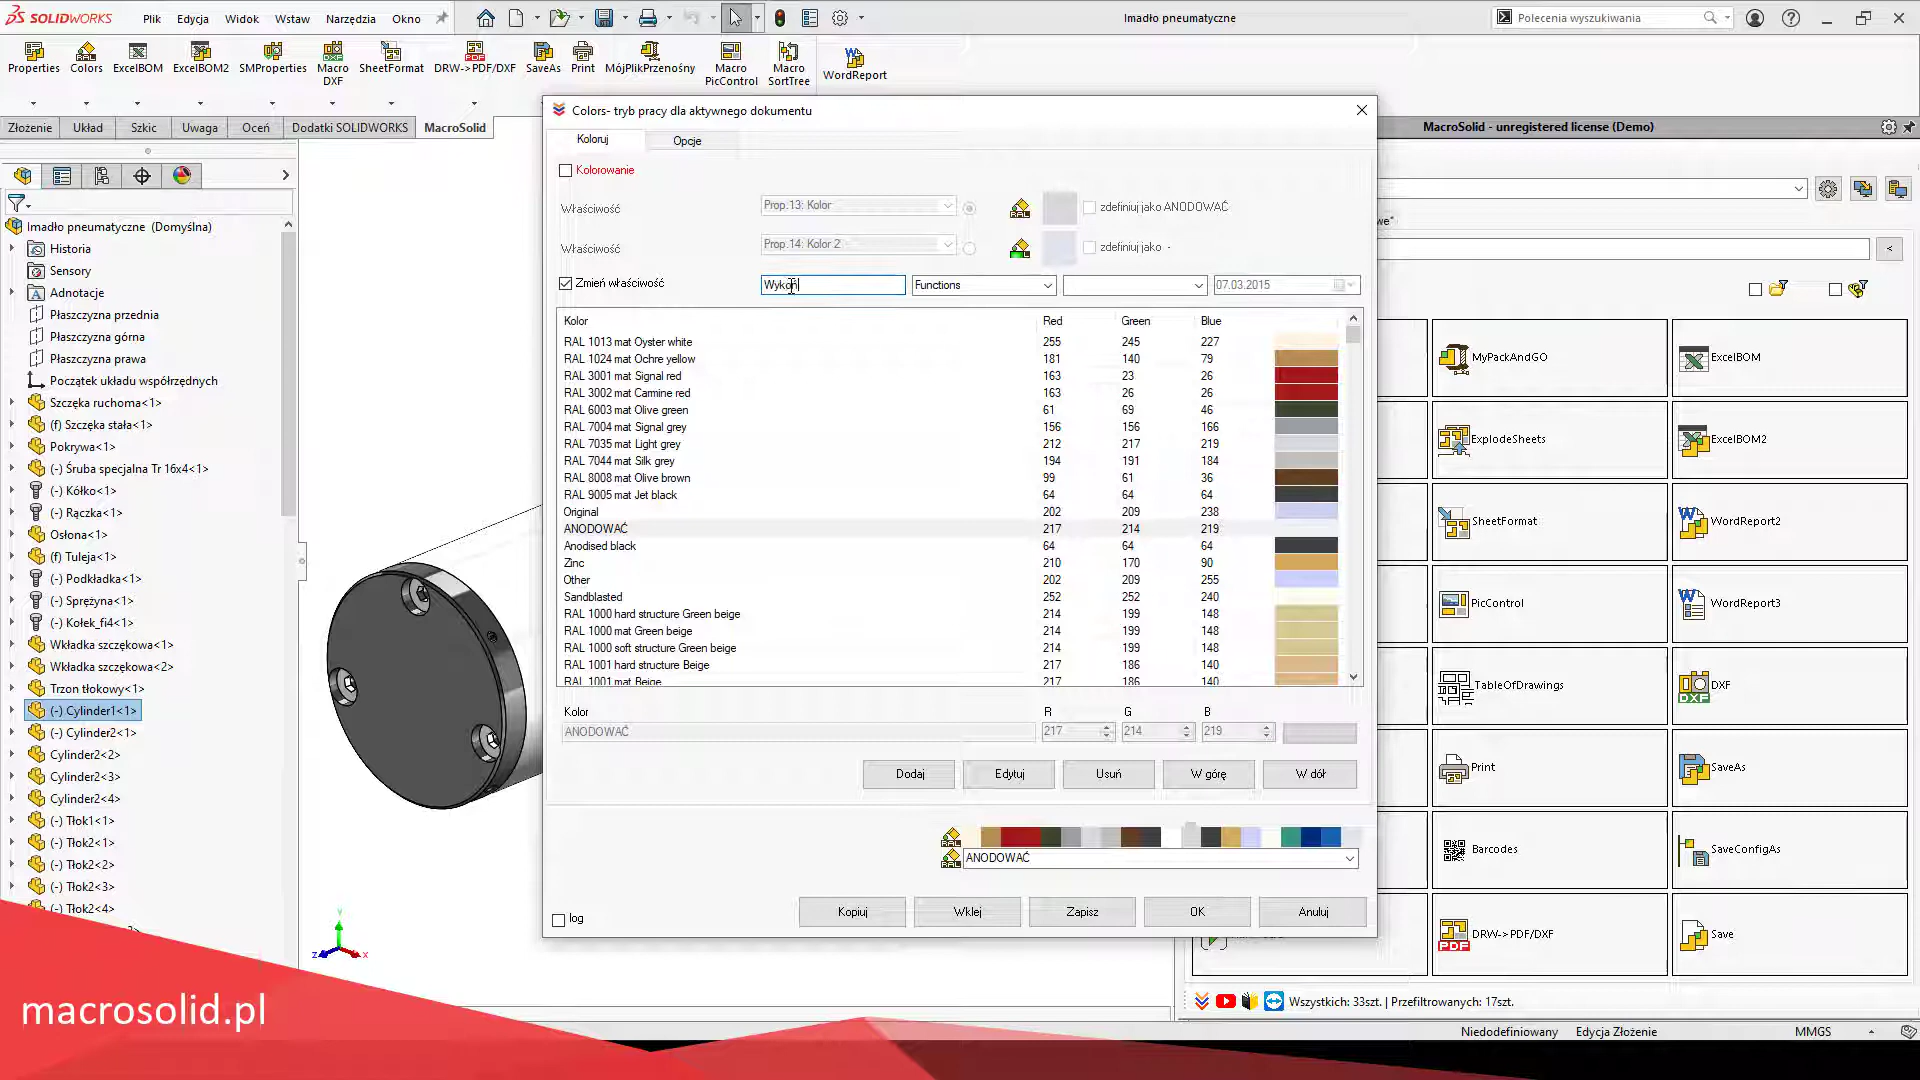 SOLIDWORKS Plik Edycja Widok Wstaw Narzędzia Okno Imadło pneumatyczne Polecenia wyszukiwania
Properties Colors ExcelBOM ExcelBOM2 SMProperties Macro DXF SheetFormat DRW->PDF/DXF SaveAs Print MójPlikPrzenośny Macro PicControl Macro SortTree WordReport
Złożenie Układ Szkic Uwaga Oceń Dodatki SOLIDWORKS MacroSolid
MacroSolid - unregistered license (Demo)
Imadło pneumatyczne (Domyślna)
Historia
Sensory
Adnotacje
Płaszczyzna przednia
Płaszczyzna górna
Płaszczyzna prawa
Początek układu współrzędnych
Szczęka ruchoma<1>
(f) Szczęka stała<1>
Pokrywa<1>
(-) Śruba specjalna Tr 16x4<1>
(-) Kółko<1>
(-) Rączka<1>
Osłona<1>
(f) Tuleja<1>
(-) Podkładka<1>
(-) Sprężyna<1>
(-) Kołek_fi4<1>
Wkładka szczękowa<1>
Wkładka szczękowa<2>
Trzon tłokowy<1>
(-) Cylinder1<1>
(-) Cylinder2<1>
Cylinder2<2>
Cylinder2<3>
Cylinder2<4>
(-) Tłok1<1>
(-) Tłok2<1>
(-) Tłok2<2>
(-) Tłok2<3>
(-) Tłok2<4>
Colors- tryb pracy dla aktywnego dokumentu
Koloruj Opcje
Kolorowanie
Właściwość Prop.13: Kolor zdefiniuj jako ANODOWAĆ
Właściwość Prop.14: Kolor 2 zdefiniuj jako -
Zmień właściwość Wykoń Functions 07.03.2015
Kolor Red Green Blue
RAL 1013 mat Oyster white 255 245 227
RAL 1024 mat Ochre yellow 181 140 79
RAL 3001 mat Signal red 163 23 26
RAL 3002 mat Carmine red 163 26 26
RAL 6003 mat Olive green 61 69 46
RAL 7004 mat Signal grey 156 156 166
RAL 7035 mat Light grey 212 217 219
RAL 7044 mat Silk grey 194 191 184
RAL 8008 mat Olive brown 99 61 36
RAL 9005 mat Jet black 64 64 64
Original 202 209 238
ANODOWAĆ 217 214 219
Anodised black 64 64 64
Zinc 210 170 90
Other 202 209 255
Sandblasted 252 252 240
RAL 1000 hard structure Green beige 214 199 148
RAL 1000 mat Green beige 214 199 148
RAL 1000 soft structure Green beige 214 199 148
RAL 1001 hard structure Beige 217 186 140
RAL 1001 mat Beige 217 186 140
Kolor R G B
ANODOWAĆ 217 214 219
Dodaj Edytuj Usuń W górę W dół
ANODOWAĆ
log Kopiuj Wklej Zapisz OK Anuluj
MyPackAndGO ExcelBOM
ExplodeSheets ExcelBOM2
SheetFormat WordReport2
PicControl WordReport3
TableOfDrawings DXF
Print SaveAs
Barcodes SaveConfigAs
DRW->PDF/DXF Save
Wszystkich: 33szt. | Przefiltrowanych: 17szt.
Niedodefiniowany Edycja Złożenie MMGS
macrosolid.pl